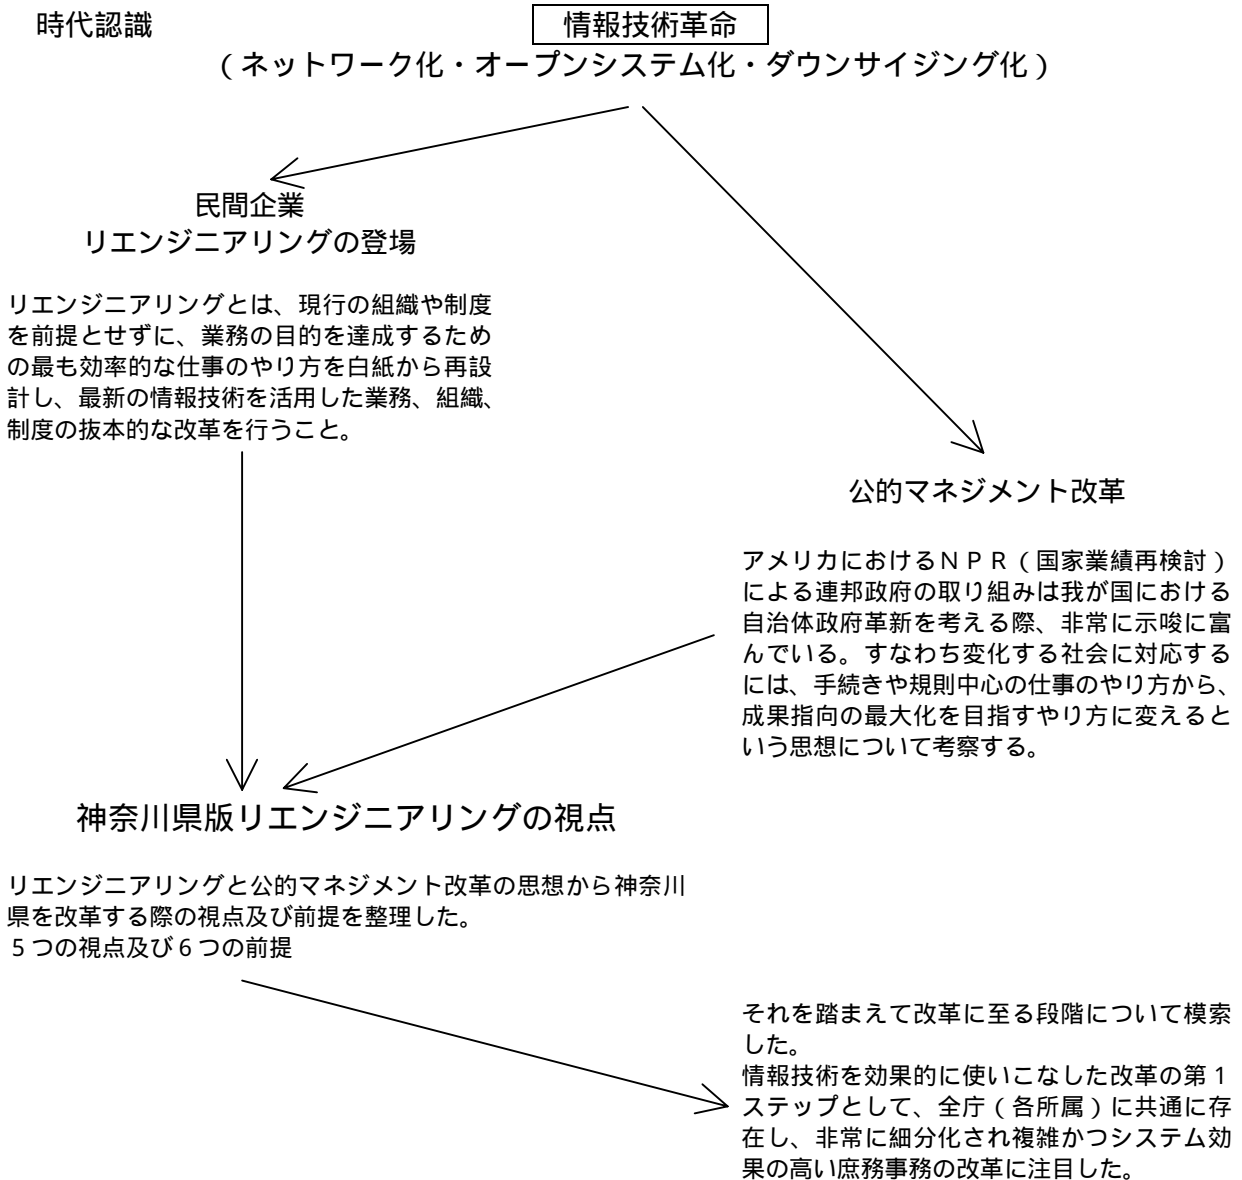 時代認識
情報技術革命
(ネットワーク化・オープンシステム化・ダウンサイジング化)
民間企業
リエンジニアリングの登場
リエンジニアリングとは、現行の組織や制度
を前提とせずに、業務の目的を達成するため
の最も効率的な仕事のやり方を白紙から再設
計し、最新の情報技術を活用した業務、組織、
制度の抜本的な改革を行うこと。
公的マネジメント改革
アメリカにおけるNPR(国家業績再検討)
による連邦政府の取り組みは我が国における
自治体政府革新を考える際、非常に示唆に富
んでいる。すなわち変化する社会に対応する
には、手続きや規則中心の仕事のやり方から、
成果指向の最大化を目指すやり方に変えると
いう思想について考察する。
神奈川県版リエンジニアリングの視点
リエンジニアリングと公的マネジメント改革の思想から神奈川
県を改革する際の視点及び前提を整理した。
5つの視点及び6つの前提
それを踏まえて改革に至る段階について模索
した。
情報技術を効果的に使いこなした改革の第1
ステップとして、全庁(各所属)に共通に存
在し、非常に細分化され複雑かつシステム効
果の高い庶務事務の改革に注目した。